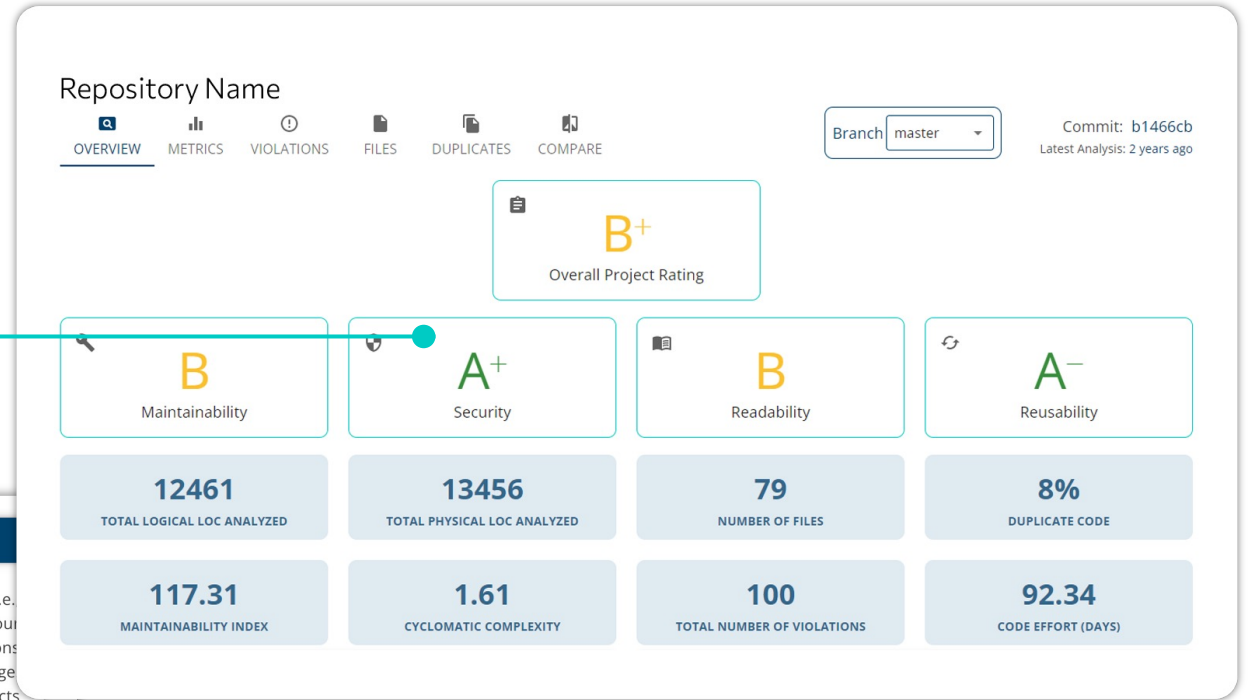 Repository Name
OVERVIEW METRICS VIOLATIONS FILES DUPLICATES COMPARE
Branch master
Commit: b1466cb
Latest Analysis: 2 years ago
B+
Overall Project Rating
B A+ B A−
Maintainability Security Readability Reusability
12461 13456 79 8%
TOTAL LOGICAL LOC ANALYZED TOTAL PHYSICAL LOC ANALYZED NUMBER OF FILES DUPLICATE CODE
117.31 1.61 100 92.34
MAINTAINABILITY INDEX CYCLOMATIC COMPLEXITY TOTAL NUMBER OF VIOLATIONS CODE EFFORT (DAYS)